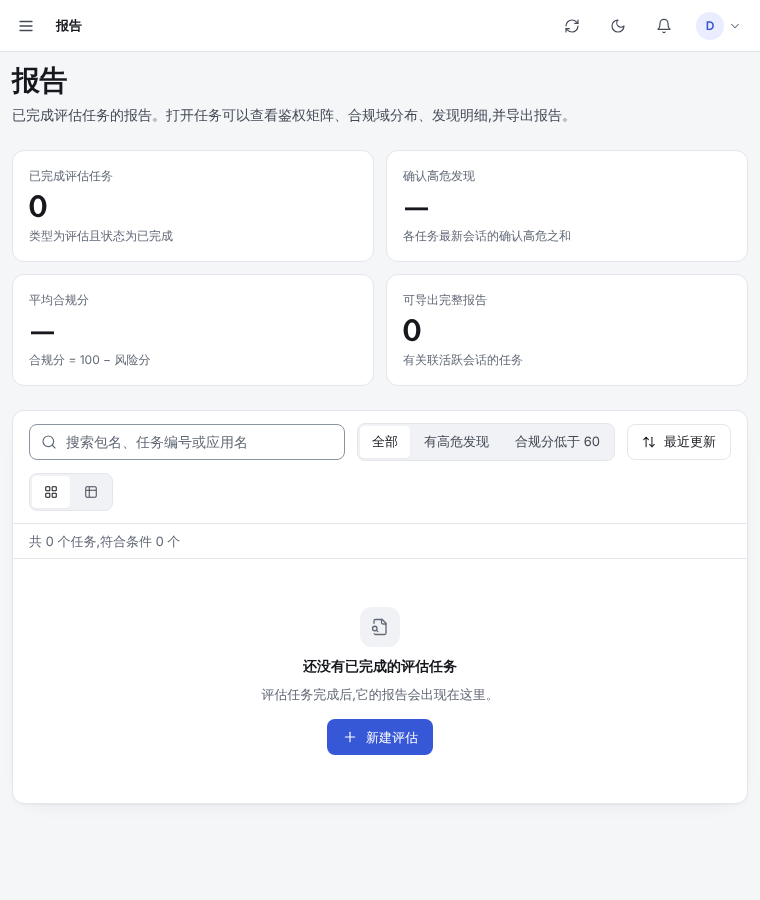 报告
D
报告
已完成评估任务的报告。打开任务可以查看鉴权矩阵、合规域分布、发现明细,并导出报告。
已完成评估任务
0
类型为评估且状态为已完成
确认高危发现
—
各任务最新会话的确认高危之和
平均合规分
—
合规分 = 100 − 风险分
可导出完整报告
0
有关联活跃会话的任务
搜索包名、任务编号或应用名
全部
有高危发现
合规分低于 60
最近更新
共 0 个任务,符合条件 0 个
还没有已完成的评估任务
评估任务完成后,它的报告会出现在这里。
新建评估